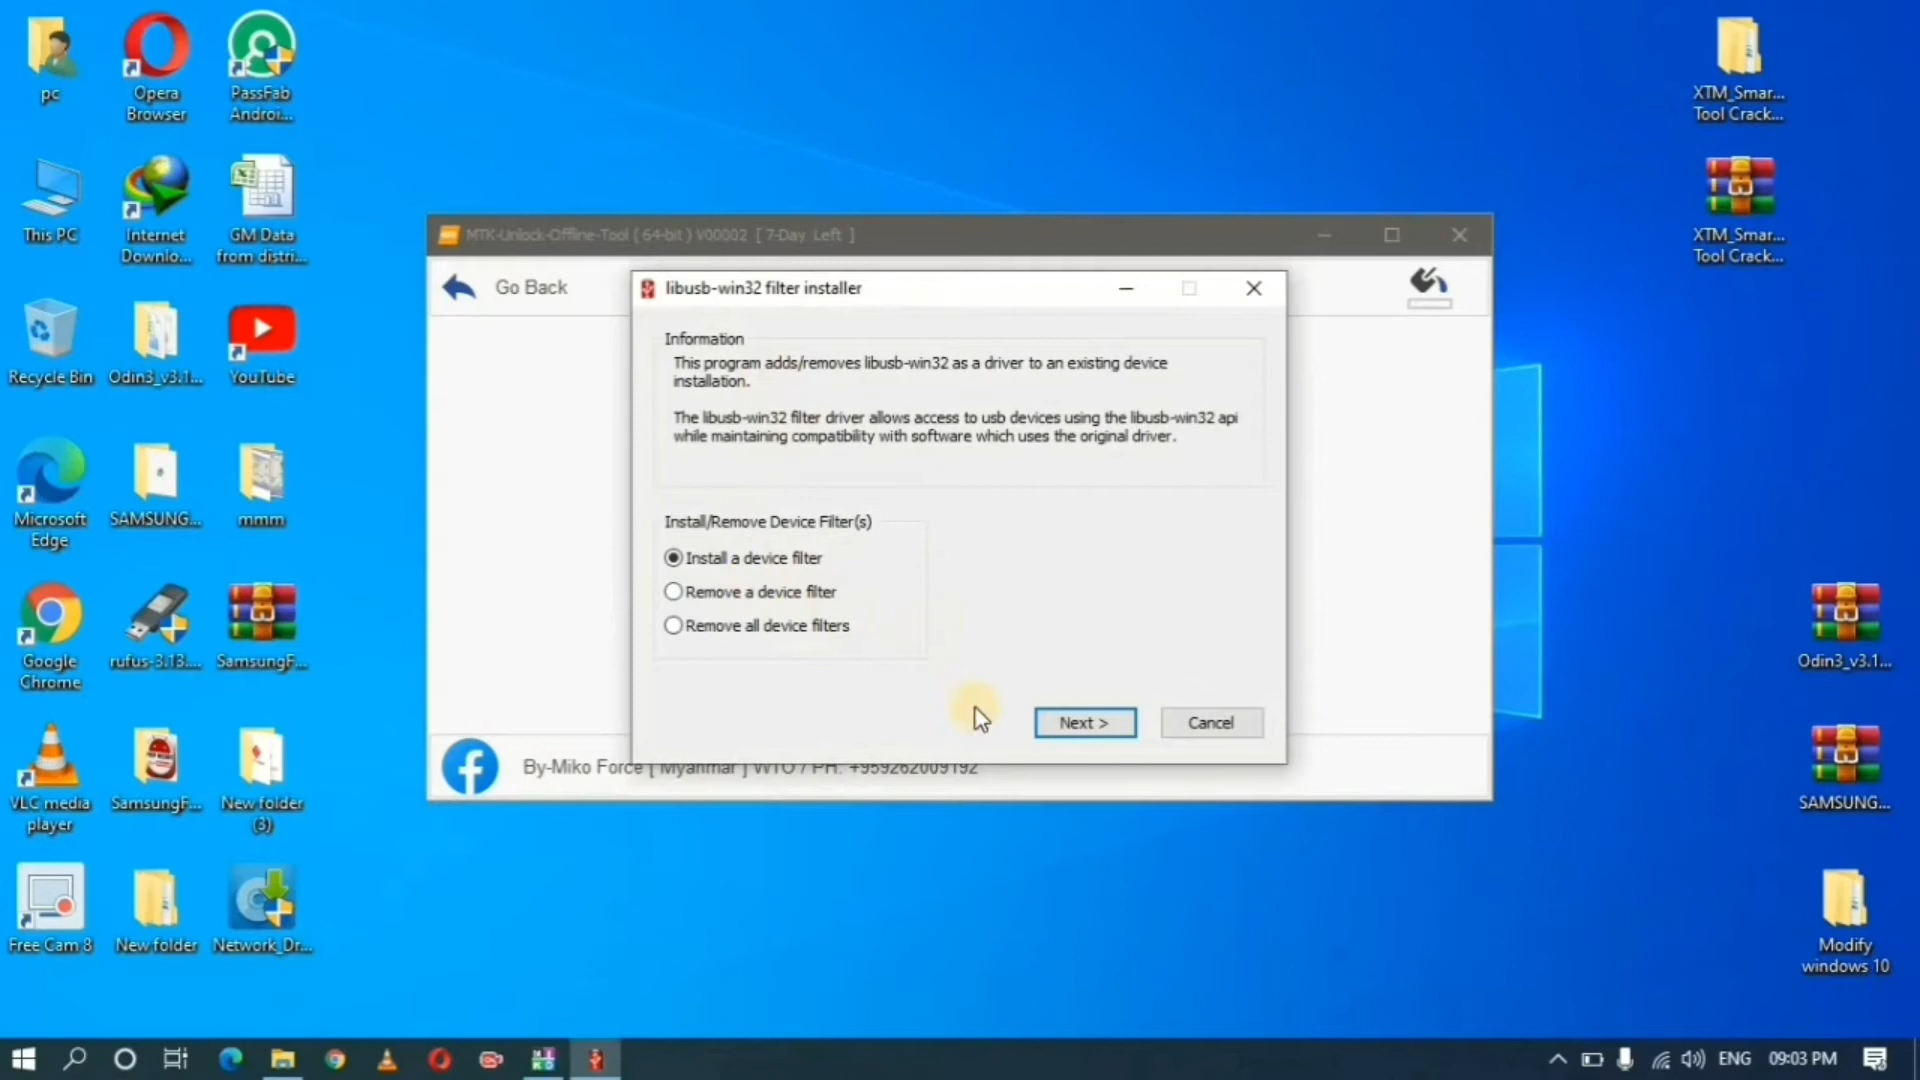 pc
Opera
Browser
PassFab
Androi...
This PC
Internet
Downlo...
GM Data
from distri...
Recycle Bin
Odin3_v3.1...
YouTube
Microsoft
Edge
SAMSUNG...
mmm
Google
Chrome
rufus-3.13....
SamsungF...
VLC media
player
SamsungF...
New folder
(3)
Free Cam 8
New folder
Network_Dr...
MTK-Unlock-Offline-Tool ( 64-bit ) V00002 [ 7-Day Left ]
Go Back
libusb-win32 filter installer
Information
This program adds/removes libusb-win32 as a driver to an existing device
installation.
The libusb-win32 filter driver allows access to usb devices using the libusb-win32 api
while maintaining compatibility with software which uses the original driver.
Install/Remove Device Filter(s)
Install a device filter
Remove a device filter
Remove all device filters
Next >
Cancel
By-Miko Force [ Myanmar ] WTO / PH: +959262009192
XTM_Smar...
Tool Crack...
XTM_Smar...
Tool Crack...
Odin3_v3.1...
SAMSUNG...
Modify
windows 10
ENG
09:03 PM